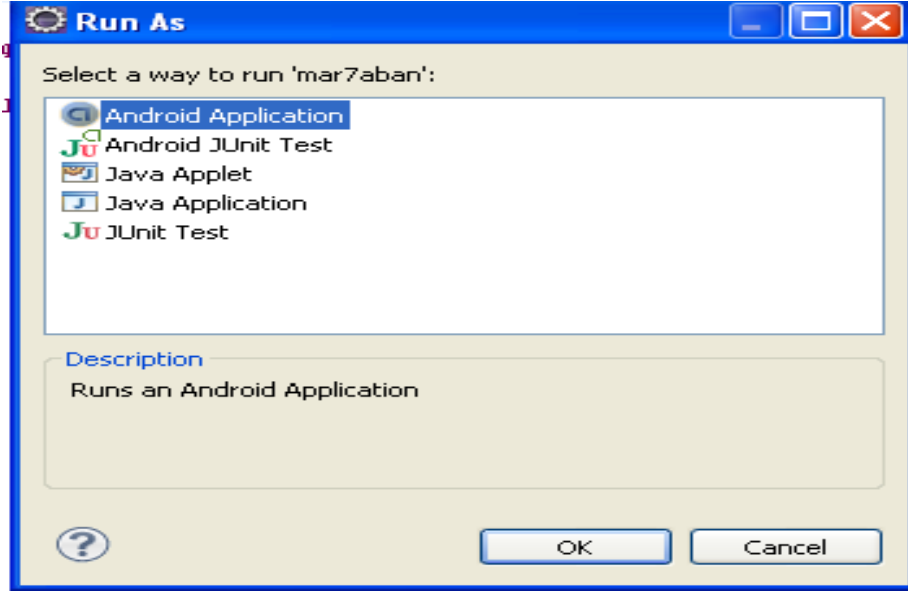 Run As
Select a way to run 'mar7aban':
Android Application
Android JUnit Test
Java Applet
Java Application
JUnit Test
Description
Runs an Android Application
OK Cancel